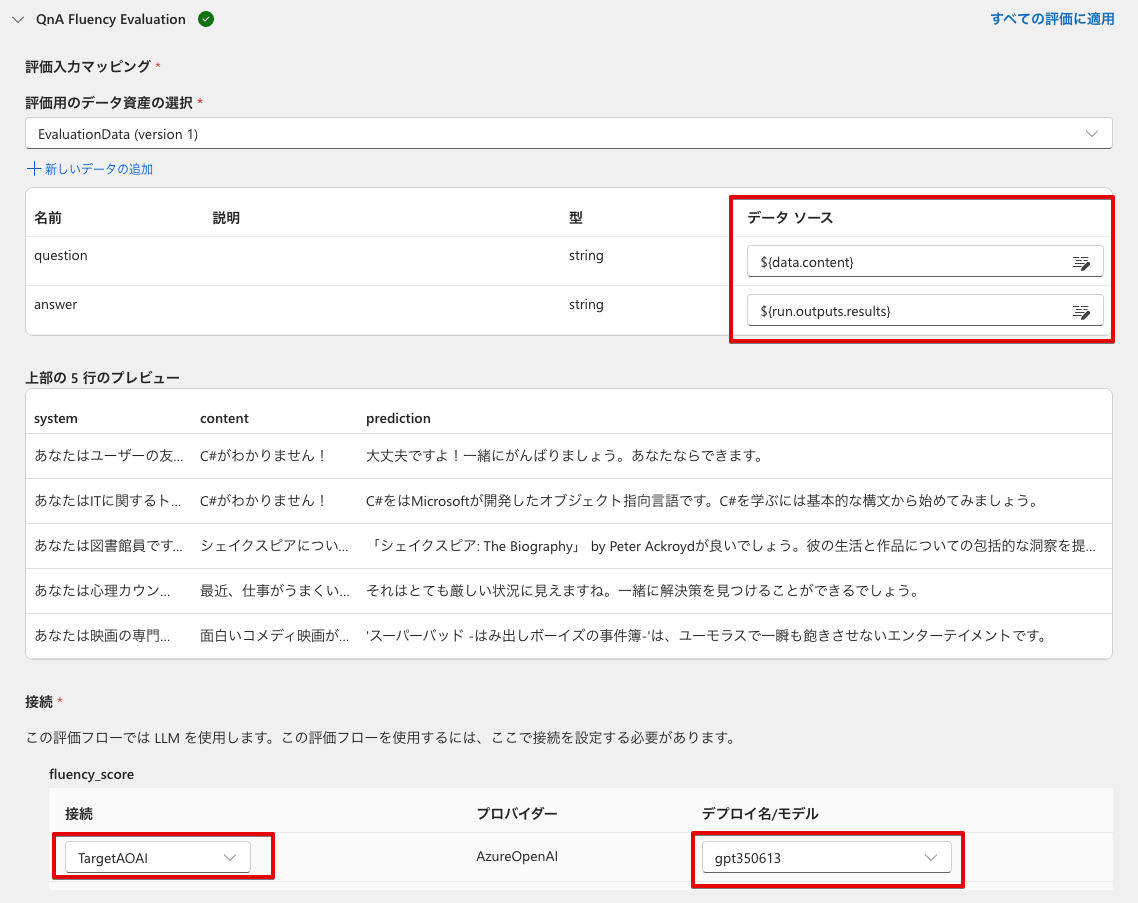 QnA Fluency Evaluation すべての評価に適用
評価入力マッピング *
評価用のデータ資産の選択 *
EvaluationData (version 1)
新しいデータの追加
名前 説明 型 データ ソース
question string ${data.content}
answer string ${run.outputs.results}
上部の 5 行のプレビュー
system content prediction
あなたはユーザーの友... C#がわかりません！ 大丈夫ですよ！一緒にがんばりましょう。あなたならできます。
あなたはITに関するト... C#がわかりません！ C#をはMicrosoftが開発したオブジェクト指向言語です。C#を学ぶには基本的な構文から始めてみましょう。
あなたは図書館員です... シェイクスピアについ... 「シェイクスピア: The Biography」 by Peter Ackroydが良いでしょう。彼の生活と作品についての包括的な洞察を提...
あなたは心理カウン... 最近、仕事がうまくい... それはとても厳しい状況に見えますね。一緒に解決策を見つけることができるでしょう。
あなたは映画の専門... 面白いコメディ映画が... 'スーパーバッド -はみ出しボーイズの事件簿-'は、ユーモラスで一瞬も飽きさせないエンターテイメントです。
接続 *
この評価フローでは LLM を使用します。この評価フローを使用するには、ここで接続を設定する必要があります。
fluency_score
接続 プロバイダー デプロイ名/モデル
TargetAOAI AzureOpenAI gpt350613